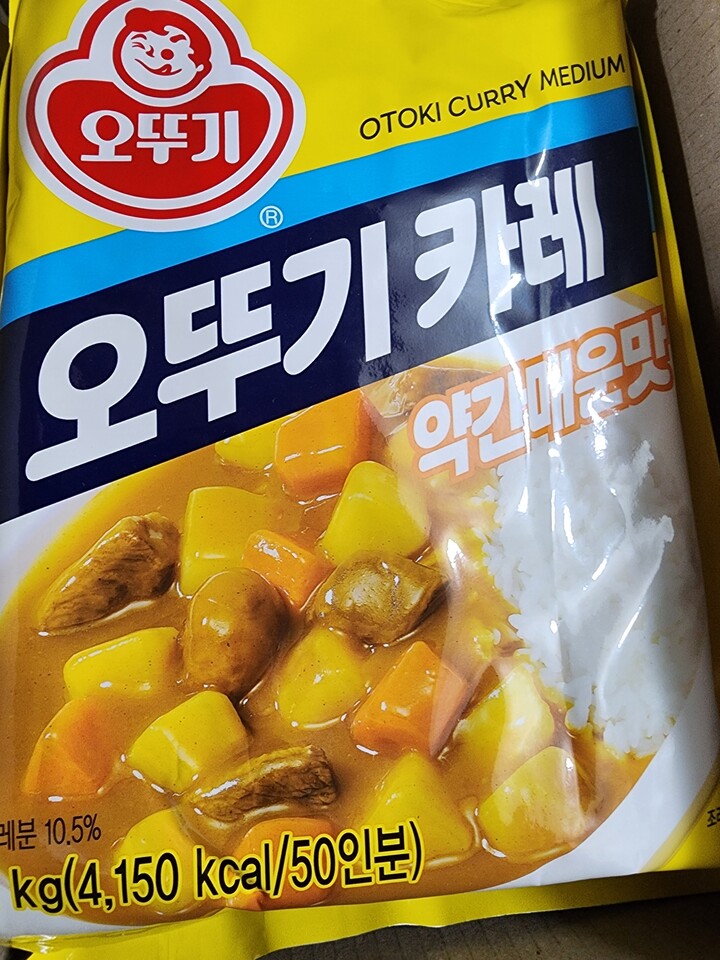 오뚜기
OTOKI CURRY MEDIUM
®
오뚜기 카레
약간매운맛
레분 10.5%
kg(4,150 kcal/50인분)